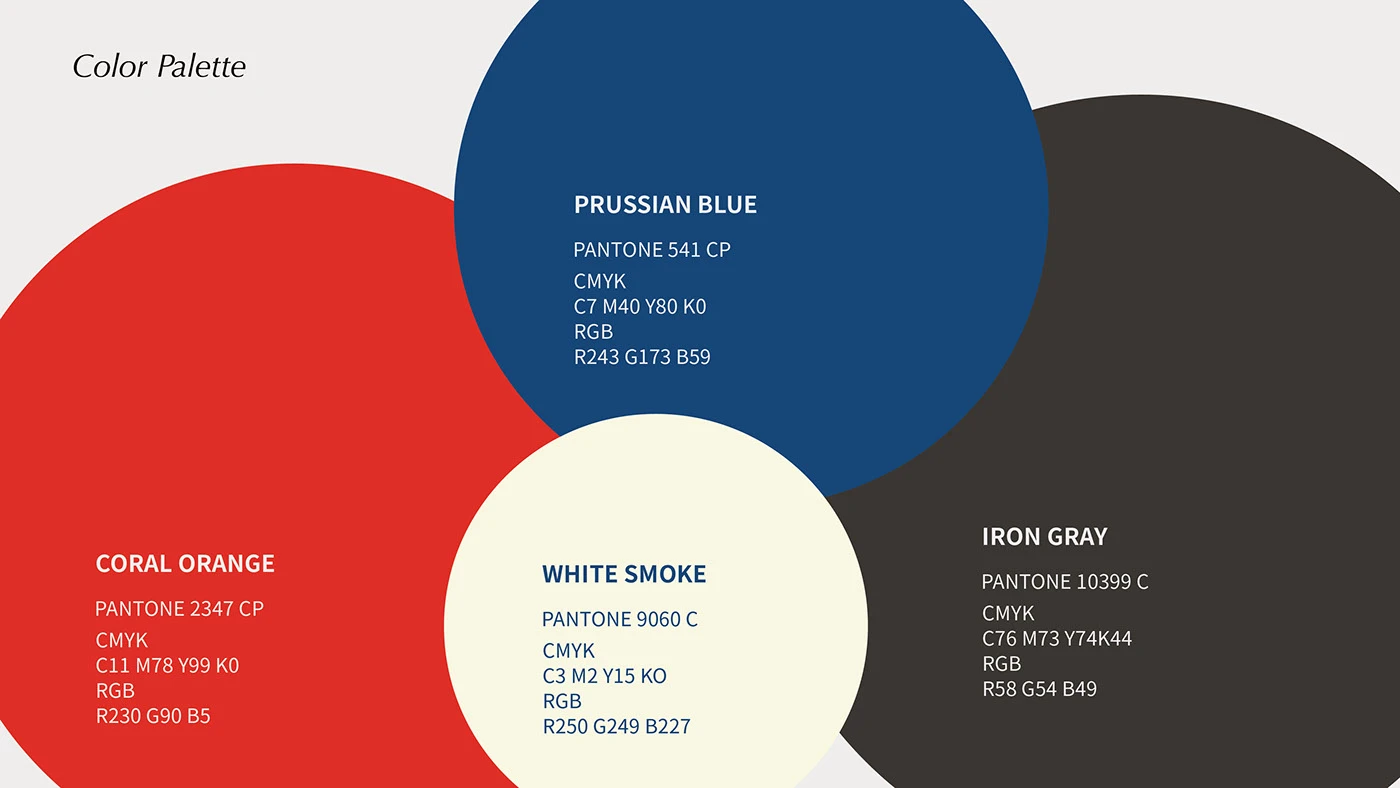 Color Palette
PRUSSIAN BLUE
PANTONE 541 CP
CMYK
C7 M40 Y80 K0
RGB
R243 G173 B59
CORAL ORANGE
PANTONE 2347 CP
CMYK
C11 M78 Y99 K0
RGB
R230 G90 B5
WHITE SMOKE
PANTONE 9060 C
CMYK
C3 M2 Y15 KO
RGB
R250 G249 B227
IRON GRAY
PANTONE 10399 C
CMYK
C76 M73 Y74K44
RGB
R58 G54 B49